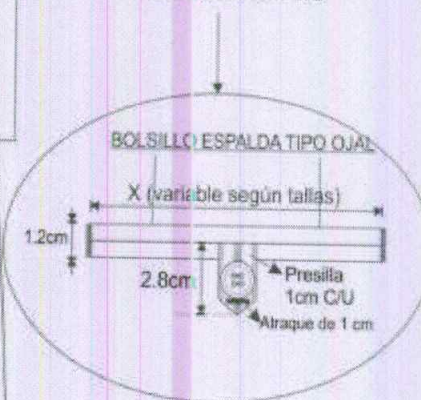 BOLSILLO ESPALDA TIPO OJAL
X (variable según tallas)
1.2cm
2.8cm
Presilla
1cm C/U
Atraque de 1 cm